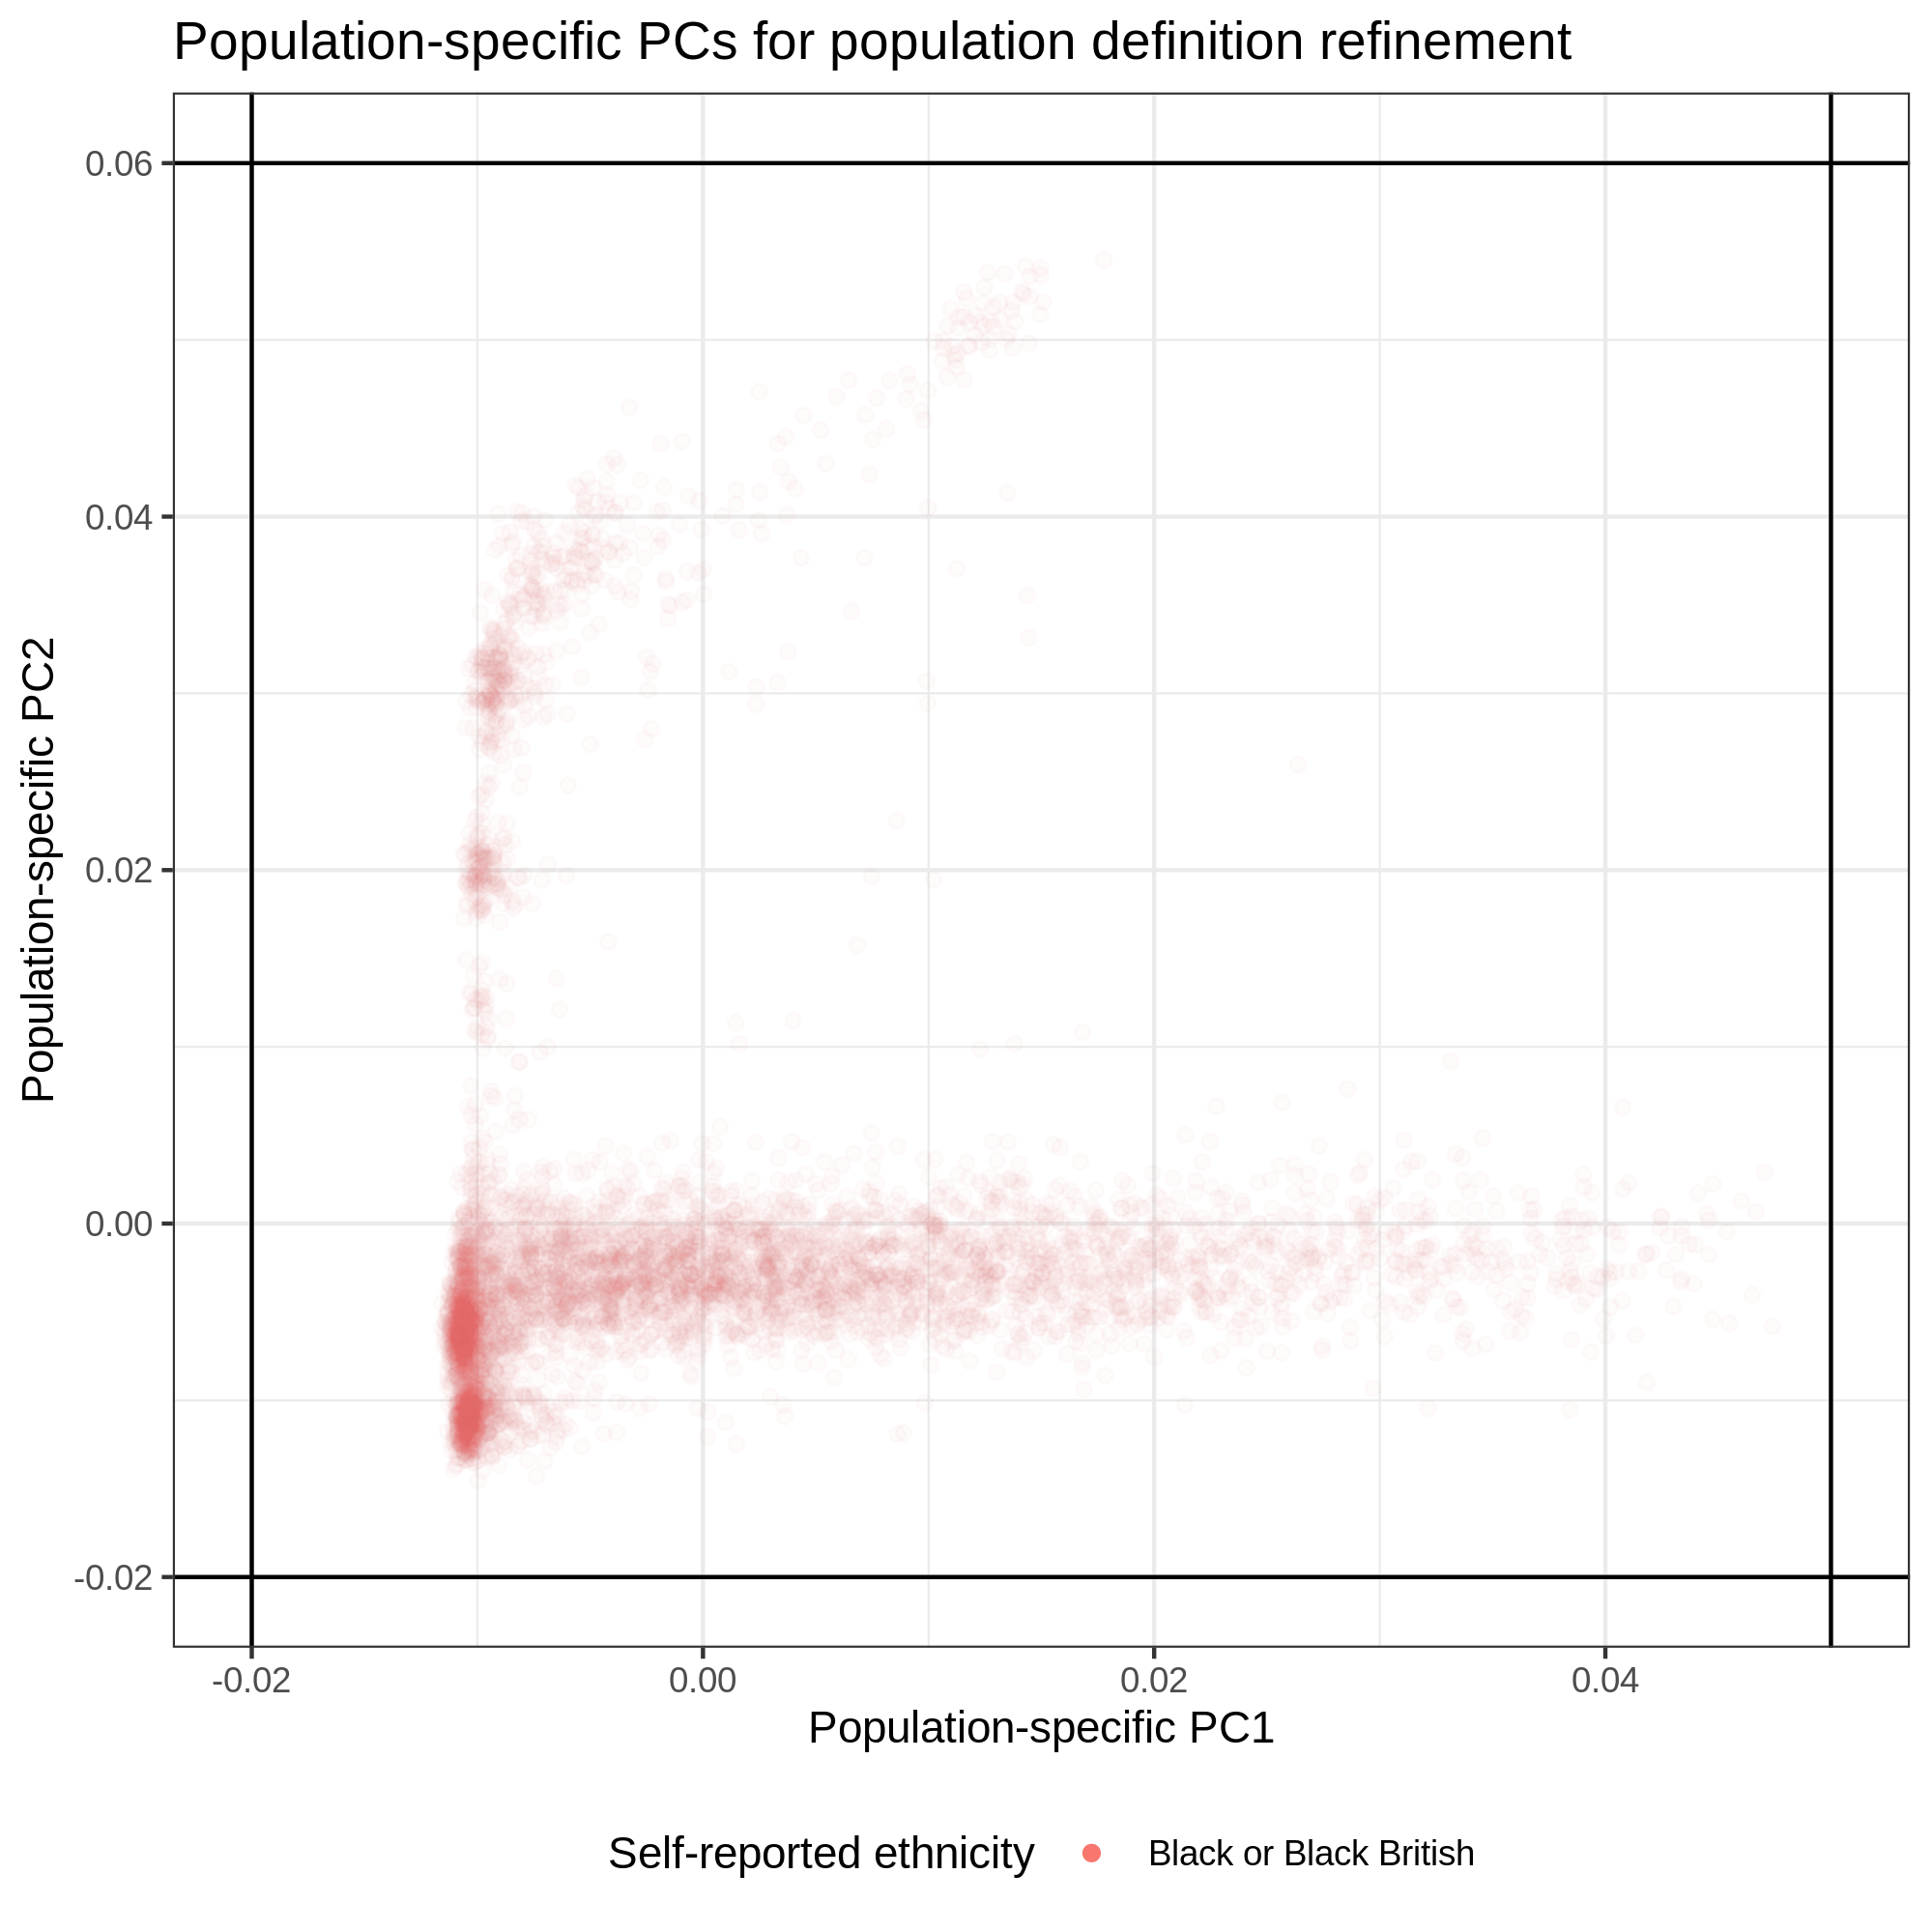 Population-specific PCs for population definition refinement
Population-specific PC2
0.06
0.04
0.02
0.00
-0.02
-0.02 0.00 0.02 0.04
Population-specific PC1
Self-reported ethnicity Black or Black British